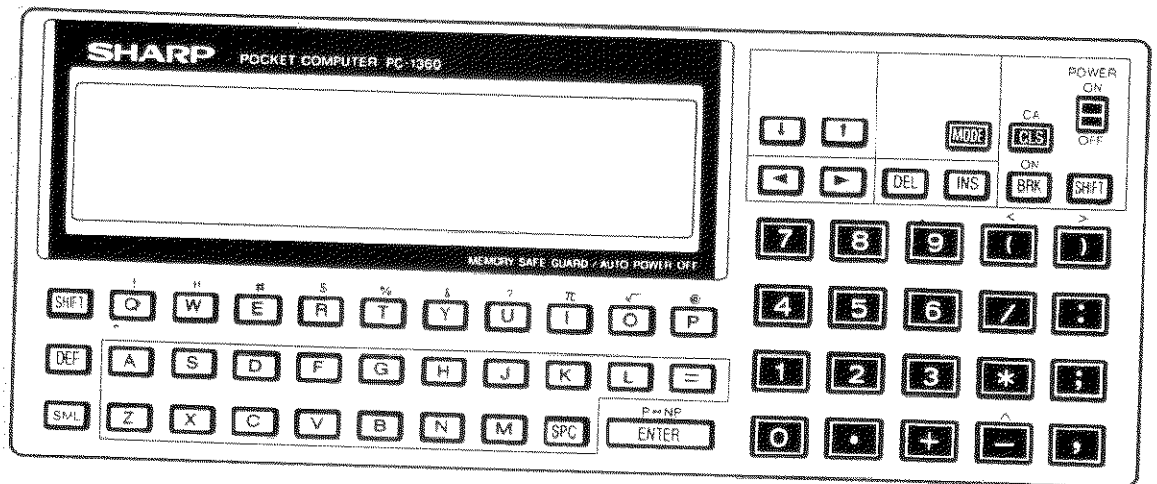 SHARP POCKET COMPUTER PC-1360
MEMORY SAFE GUARD / AUTO POWER OFF
POWER
ON
CA
↓ ↑ MODE CLS OFF
ON
◄ ► DEL INS BRK SHIFT
< >
7 8 9 ( )
! " # $ % & ? π √ @
SHIFT Q W E R T Y U I O P
4 5 6 / :
DEF A S D F G H J K L =
1 2 3 * ;
P↔NP ^
SML Z X C V B N M SPC ENTER
0 . + - ,